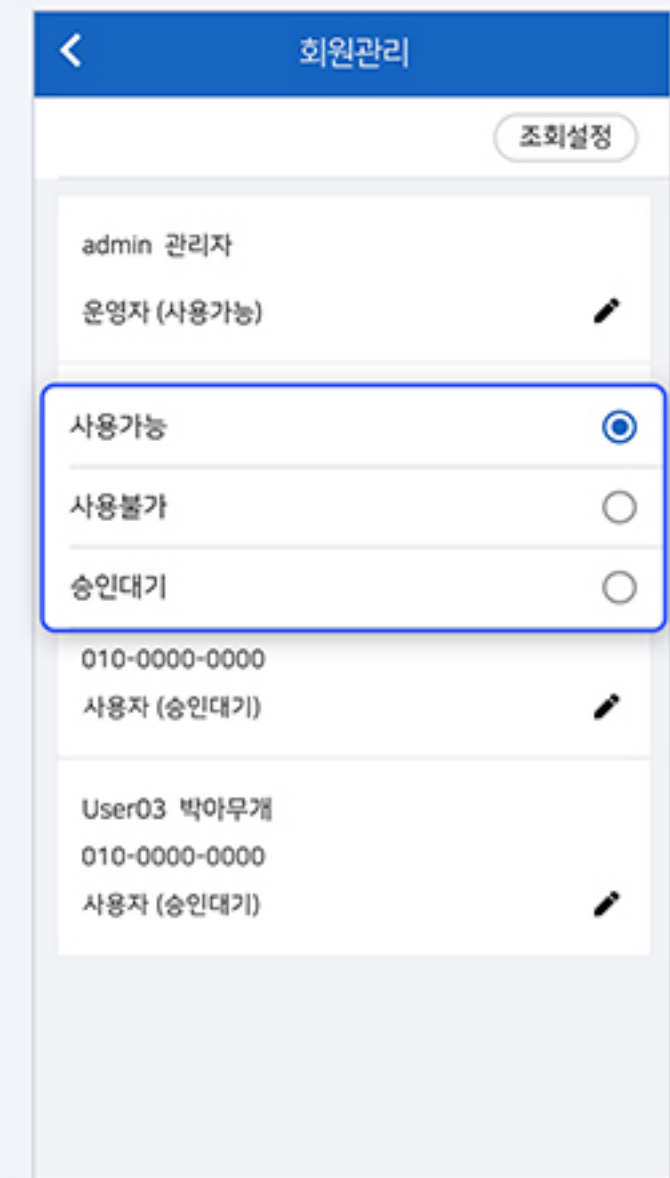 회원관리
조회설정
admin 관리자
운영자 (사용가능)
사용가능
사용불가
승인대기
010-0000-0000
사용자 (승인대기)
User03 박아무개
010-0000-0000
사용자 (승인대기)